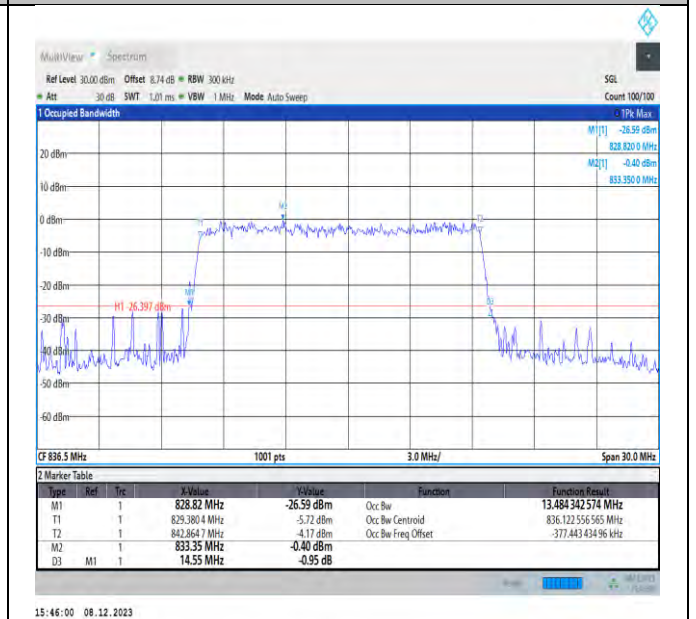 MultiView Spectrum
Ref Level 30.00 dBm Offset 8.74 dB RBW 300 kHz SGL
Att 30 dB SWT 1.01 ms VBW 1 MHz Mode Auto Sweep Count 100/100
1 Occupied Bandwidth 1Pk Max
M1[1] -26.59 dBm
828.820 0 MHz
20 dBm
M2[1] -0.40 dBm
833.350 0 MHz
10 dBm
M2
T1 T2
0 dBm
-10 dBm
-20 dBm
M1
D3
H1 -26.397 dBm
-30 dBm
-40 dBm
-50 dBm
-60 dBm
CF 836.5 MHz 1001 pts 3.0 MHz/ Span 30.0 MHz
2 Marker Table
Type Ref Trc X-Value Y-Value Function Function Result
M1 1 828.82 MHz -26.59 dBm Occ Bw 13.484 342 574 MHz
T1 1 829.380 4 MHz -5.72 dBm Occ Bw Centroid 836.122 556 565 MHz
T2 1 842.864 7 MHz -4.17 dBm Occ Bw Freq Offset -377.443 434 96 kHz
M2 1 833.35 MHz -0.40 dBm
D3 M1 1 14.55 MHz -0.95 dB
15:46:00 08.12.2023